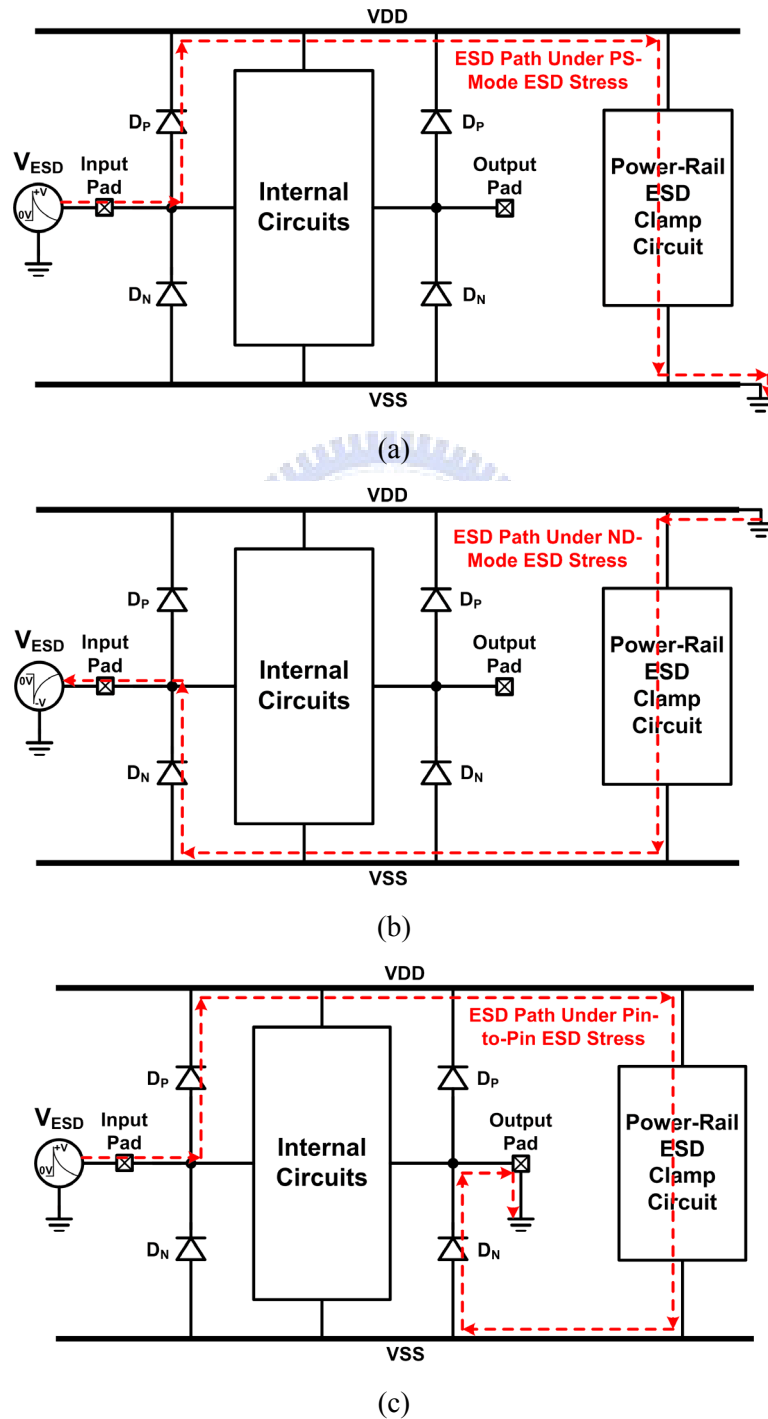 VDD
ESD Path Under PS-
Mode ESD Stress
DP
DP
VESD
+V
0V
Input
Pad
Internal
Circuits
Output
Pad
Power-Rail
ESD
Clamp
Circuit
DN
DN
VSS
(a)
VDD
ESD Path Under ND-
Mode ESD Stress
DP
DP
VESD
0V
-V
Input
Pad
Internal
Circuits
Output
Pad
Power-Rail
ESD
Clamp
Circuit
DN
DN
VSS
(b)
VDD
ESD Path Under Pin-
to-Pin ESD Stress
DP
DP
VESD
+V
0V
Input
Pad
Internal
Circuits
Output
Pad
Power-Rail
ESD
Clamp
Circuit
DN
DN
VSS
(c)